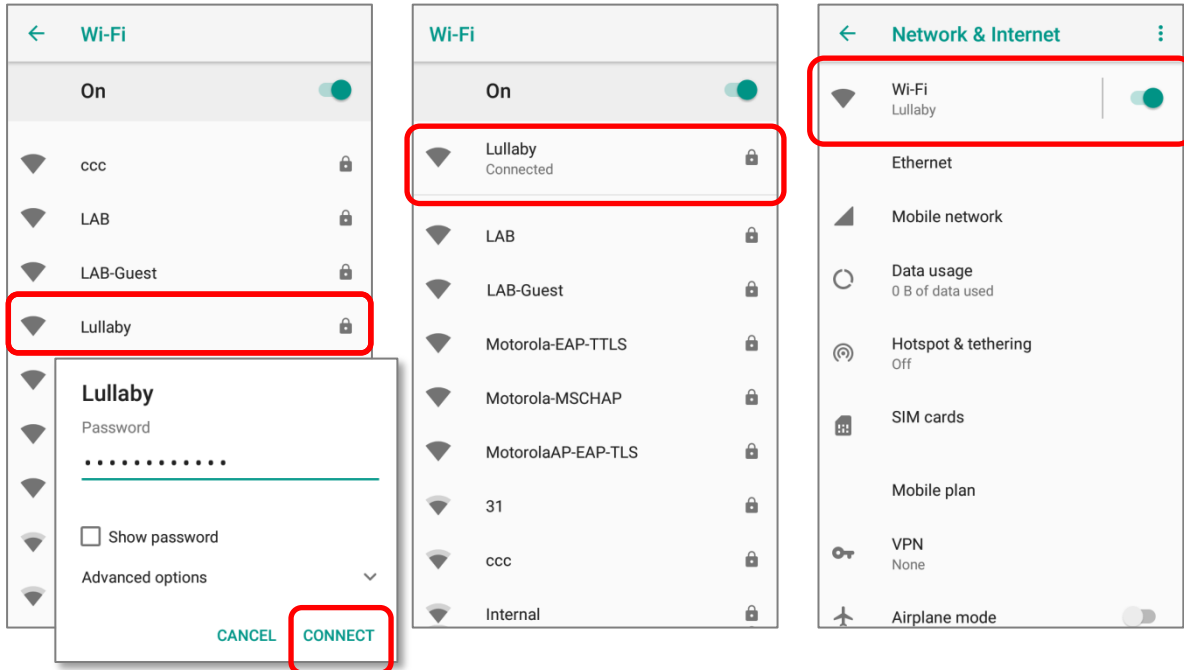 Wi-Fi
On
ccc
LAB
LAB-Guest
Lullaby
Lullaby
Password
••••••••••••
Show password
Advanced options
CANCEL CONNECT
Wi-Fi
On
Lullaby
Connected
LAB
LAB-Guest
Motorola-EAP-TTLS
Motorola-MSCHAP
MotorolaAP-EAP-TLS
31
ccc
Internal
Network & Internet
Wi-Fi
Lullaby
Ethernet
Mobile network
Data usage
0 B of data used
Hotspot & tethering
Off
SIM cards
Mobile plan
VPN
None
Airplane mode